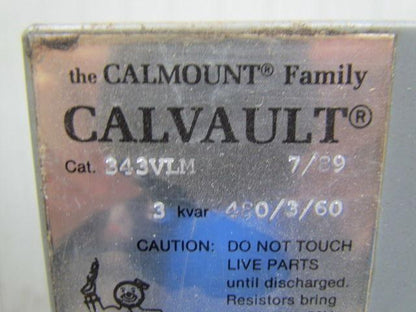 the CALMOUNT® Family
CALVAULT®
Cat. 343VLM 7/89
3 kvar 480/3/60
CAUTION: DO NOT TOUCH
LIVE PARTS
until discharged.
Resistors bring